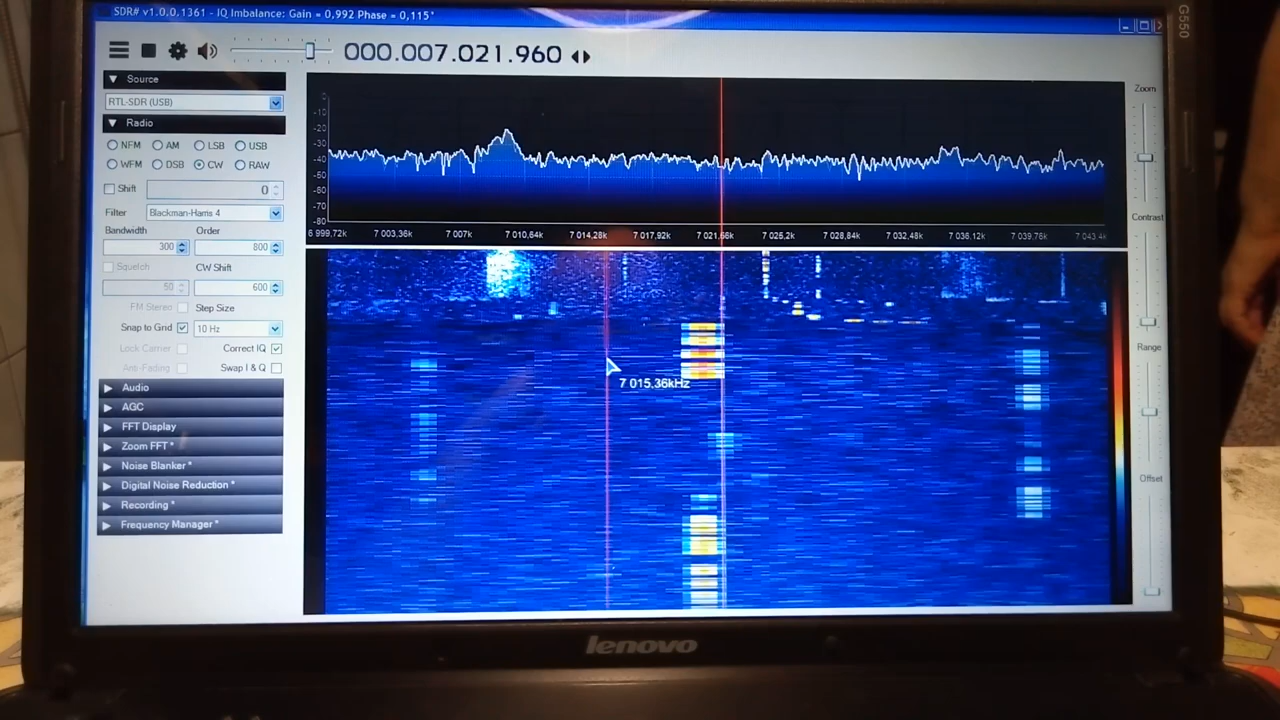 SDR# v1.0.0.1361 - IQ Imbalance: Gain = 0,992 Phase = 0,115°
G550
000.007.021.960
Source
RTL-SDR (USB)
Radio
NFM AM LSB USB
WFM DSB CW RAW
Shift 0
Filter Blackman-Harris 4
Bandwidth Order
300 800
Squelch CW Shift
50 600
FM Stereo Step Size
Snap to Grid 10 Hz
Lock Carrier Correct IQ
Anti-Fading Swap I & Q
Audio
AGC
FFT Display
Zoom FFT *
Noise Blanker *
Digital Noise Reduction *
Recording *
Frequency Manager *
0
-10
-20
-30
-40
-50
-60
-70
-80
6 999,72k 7 003,36k 7 007k 7 010,64k 7 014,28k 7 017,92k 7 021,56k 7 025,2k 7 028,84k 7 032,48k 7 036,12k 7 039,76k 7 043,4k
7 015.36kHz
Zoom
Contrast
Range
Offset
lenovo